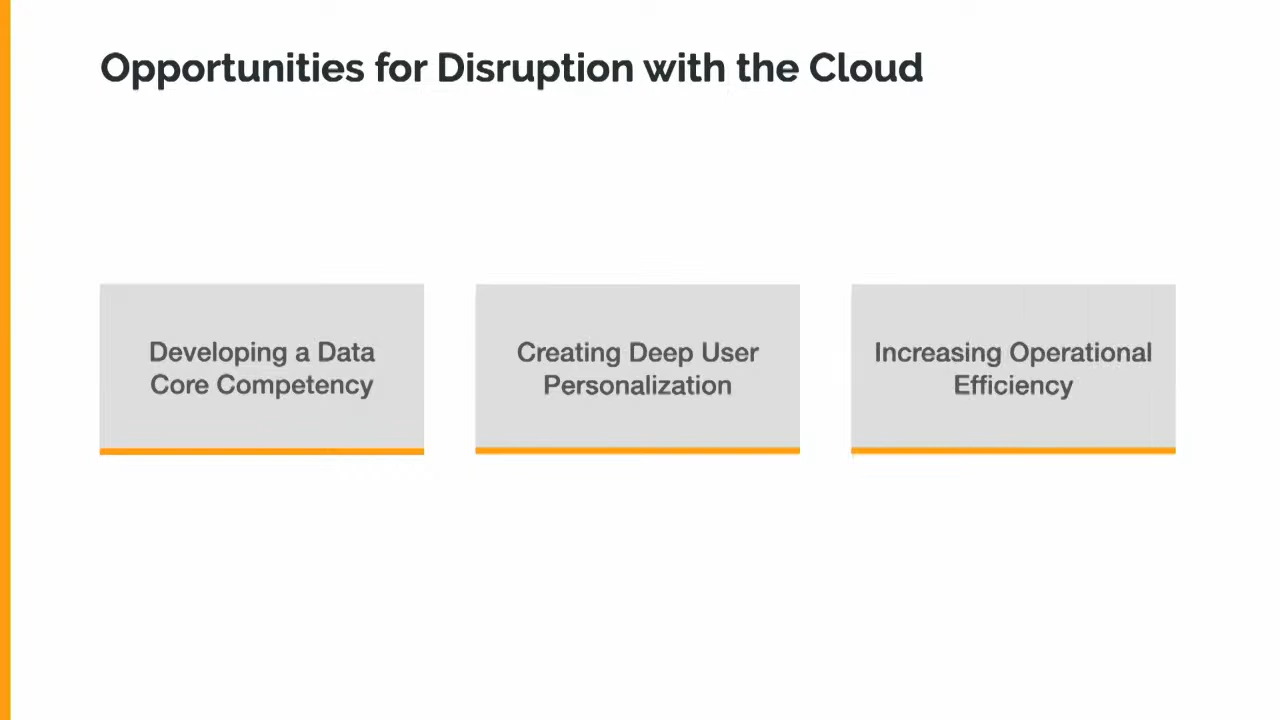 Opportunities for Disruption with the Cloud
Developing a Data
Core Competency
Creating Deep User
Personalization
Increasing Operational
Efficiency